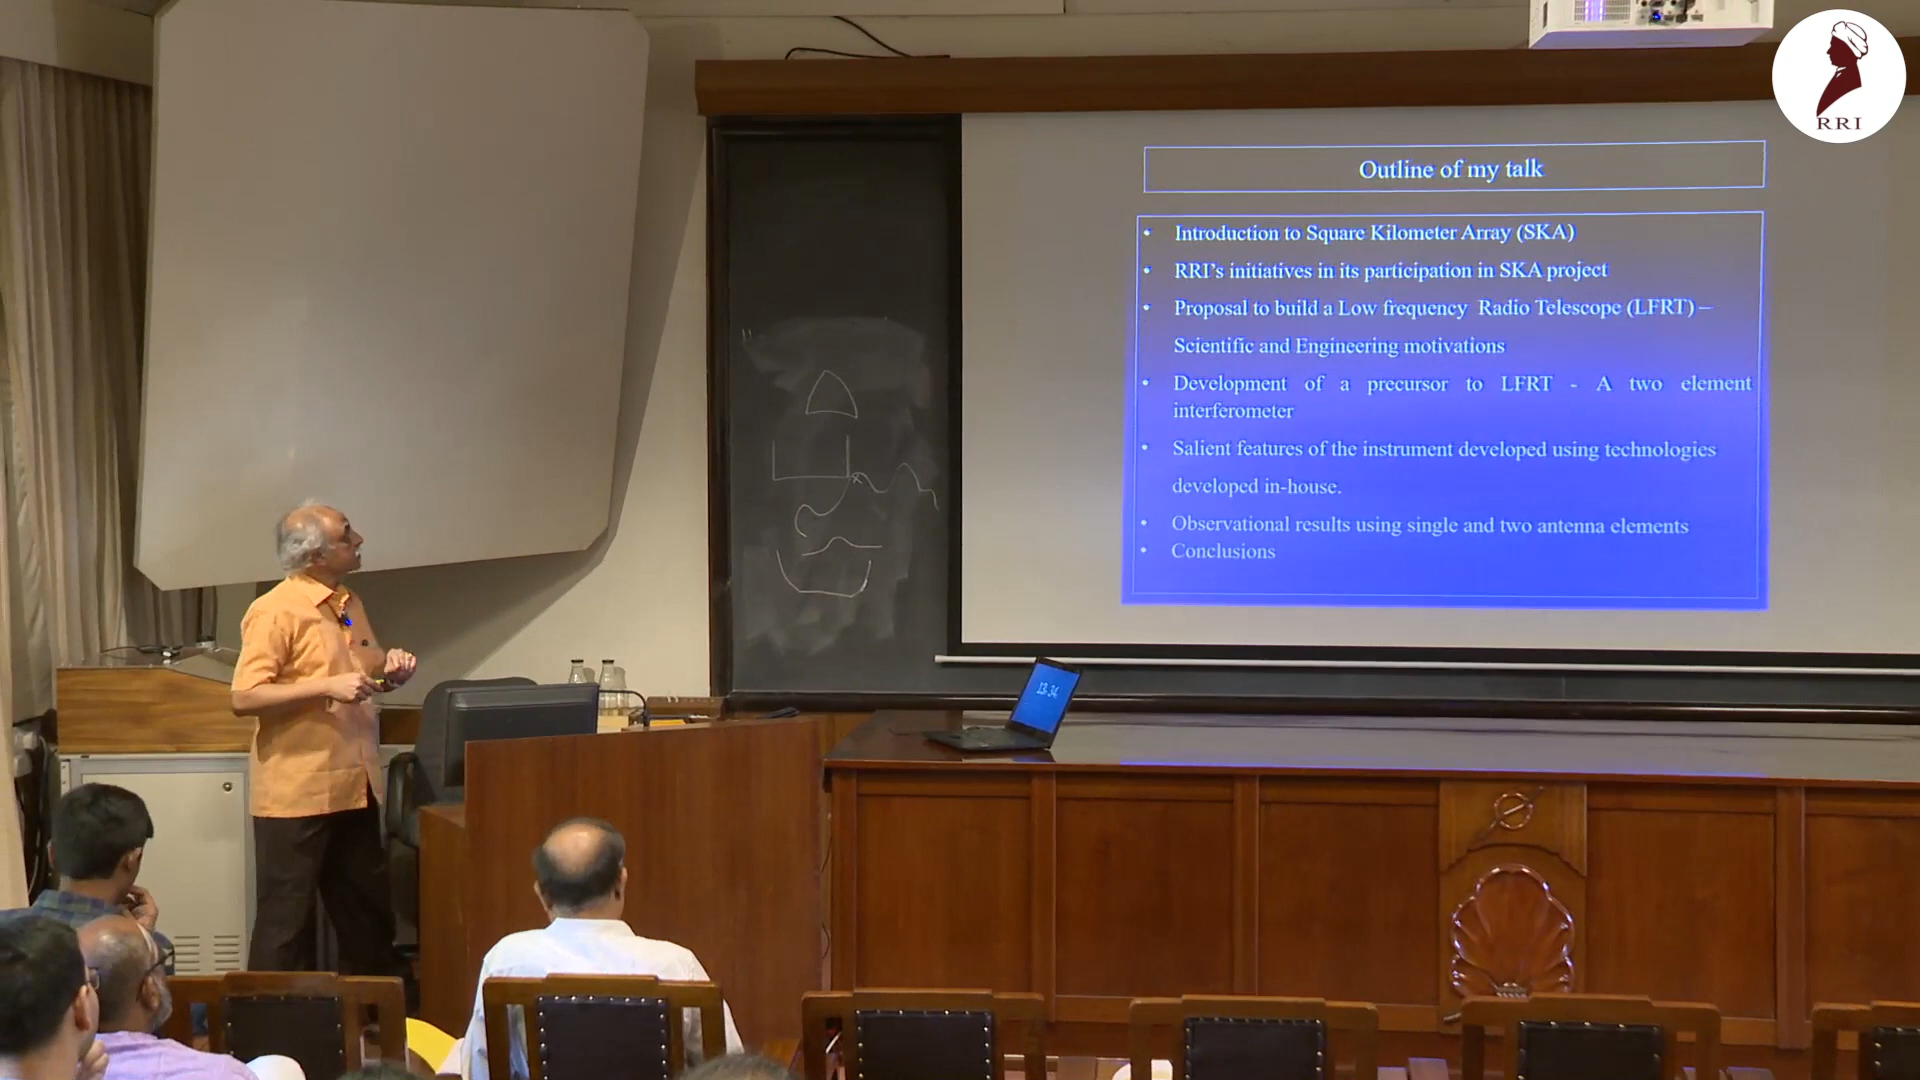 RRI
Outline of my talk
• Introduction to Square Kilometer Array (SKA)
• RRI's initiatives in its participation in SKA project
• Proposal to build a Low frequency Radio Telescope (LFRT) –
Scientific and Engineering motivations
• Development of a precursor to LFRT - A two element
interferometer
• Salient features of the instrument developed using technologies
developed in-house.
• Observational results using single and two antenna elements
• Conclusions
13:34